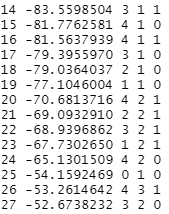 14 -83.5598504 3 1 1
15 -81.7762581 4 1 0
16 -81.5637939 4 1 1
17 -79.3955970 3 1 0
18 -79.0364037 2 1 0
19 -77.1046004 1 1 0
20 -70.6813716 4 2 1
21 -69.0932910 2 2 1
22 -68.9396862 3 2 1
23 -67.7302650 1 2 1
24 -65.1301509 4 2 0
25 -54.1592469 0 1 0
26 -53.2614642 4 3 1
27 -52.6738232 3 2 0